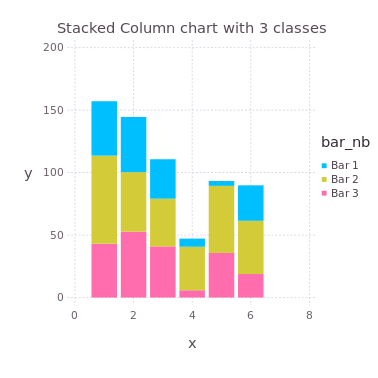 Stacked Column chart with 3 classes
200
150
100
50
0
y
0 2 4 6 8
x
bar_nb
Bar 1
Bar 2
Bar 3